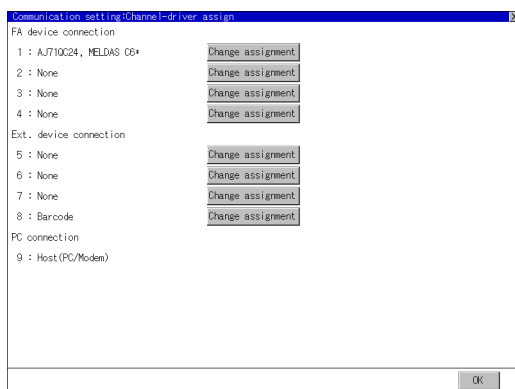 Communication setting:Channel-driver assign
FA device connection
1 : AJ71QC24, MELDAS C6* Change assignment
2 : None Change assignment
3 : None Change assignment
4 : None Change assignment
Ext. device connection
5 : None Change assignment
6 : None Change assignment
7 : None Change assignment
8 : Barcode Change assignment
PC connection
9 : Host(PC/Modem)
OK